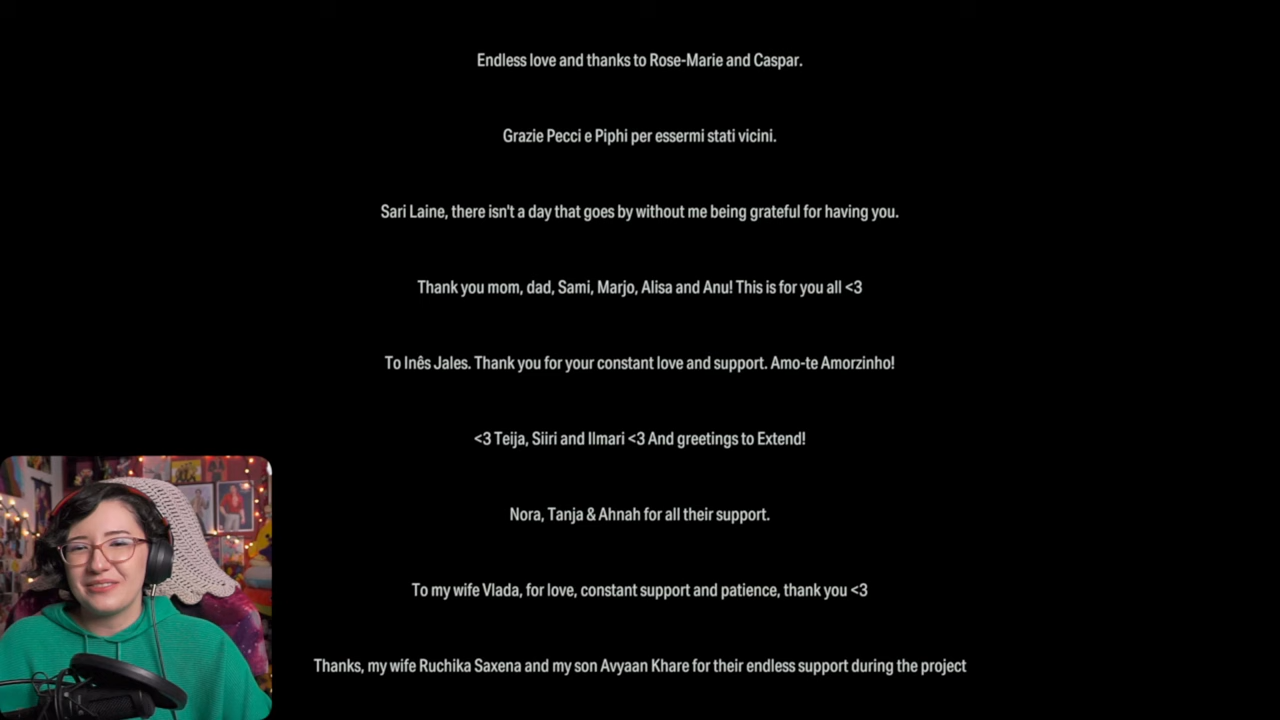 Endless love and thanks to Rose-Marie and Caspar.
Grazie Pecci e Piphi per essermi stati vicini.
Sari Laine, there isn't a day that goes by without me being grateful for having you.
Thank you mom, dad, Sami, Marjo, Alisa and Anu! This is for you all <3
To Inês Jales. Thank you for your constant love and support. Amo-te Amorzinho!
<3 Teija, Siiri and Ilmari <3 And greetings to Extend!
Nora, Tanja & Ahnah for all their support.
To my wife Vlada, for love, constant support and patience, thank you <3
Thanks, my wife Ruchika Saxena and my son Avyaan Khare for their endless support during the project